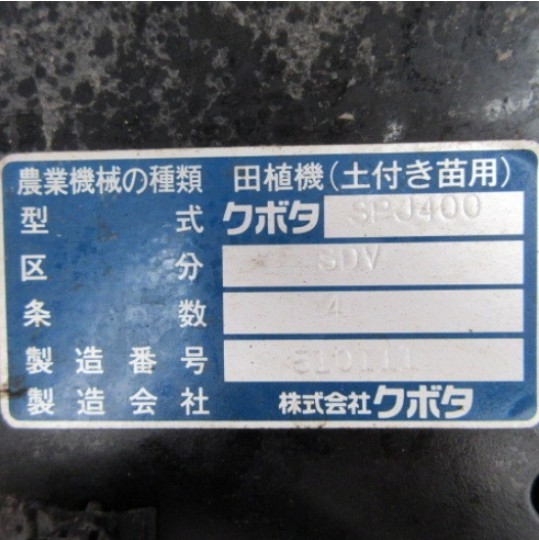 農業機械の種類 田植機(土付き苗用)
型式 クボタ SPJ400
区分 SDV
条数 4
製造番号 510111
製造会社 株式会社クボタ